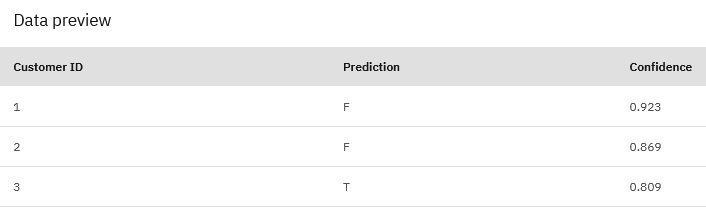 Data preview
Customer ID Prediction Confidence
1 F 0.923
2 F 0.869
3 T 0.809